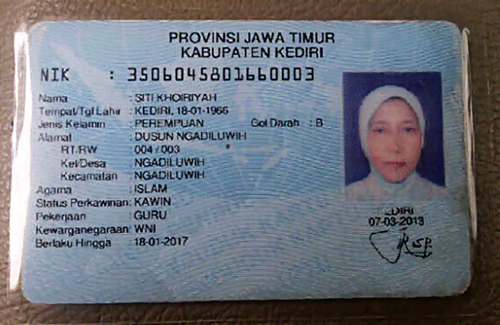 PROVINSI JAWA TIMUR
KABUPATEN KEDIRI
NIK : 3506045801660003
Nama : SITI KHOIRIYAH
Tempat/Tgl Lahir : KEDIRI, 18-01-1966
Jenis Kelamin : PEREMPUAN Gol Darah : B
Alamat : DUSUN NGADILUWIH
RT/RW : 004 / 003
Kel/Desa : NGADILUWIH
Kecamatan : NGADILUWIH
Agama : ISLAM
Status Perkawinan: KAWIN
Pekerjaan : GURU
Kewarganegaraan: WNI
Berlaku Hingga : 18-01-2017
KEDIRI
07-03-2013